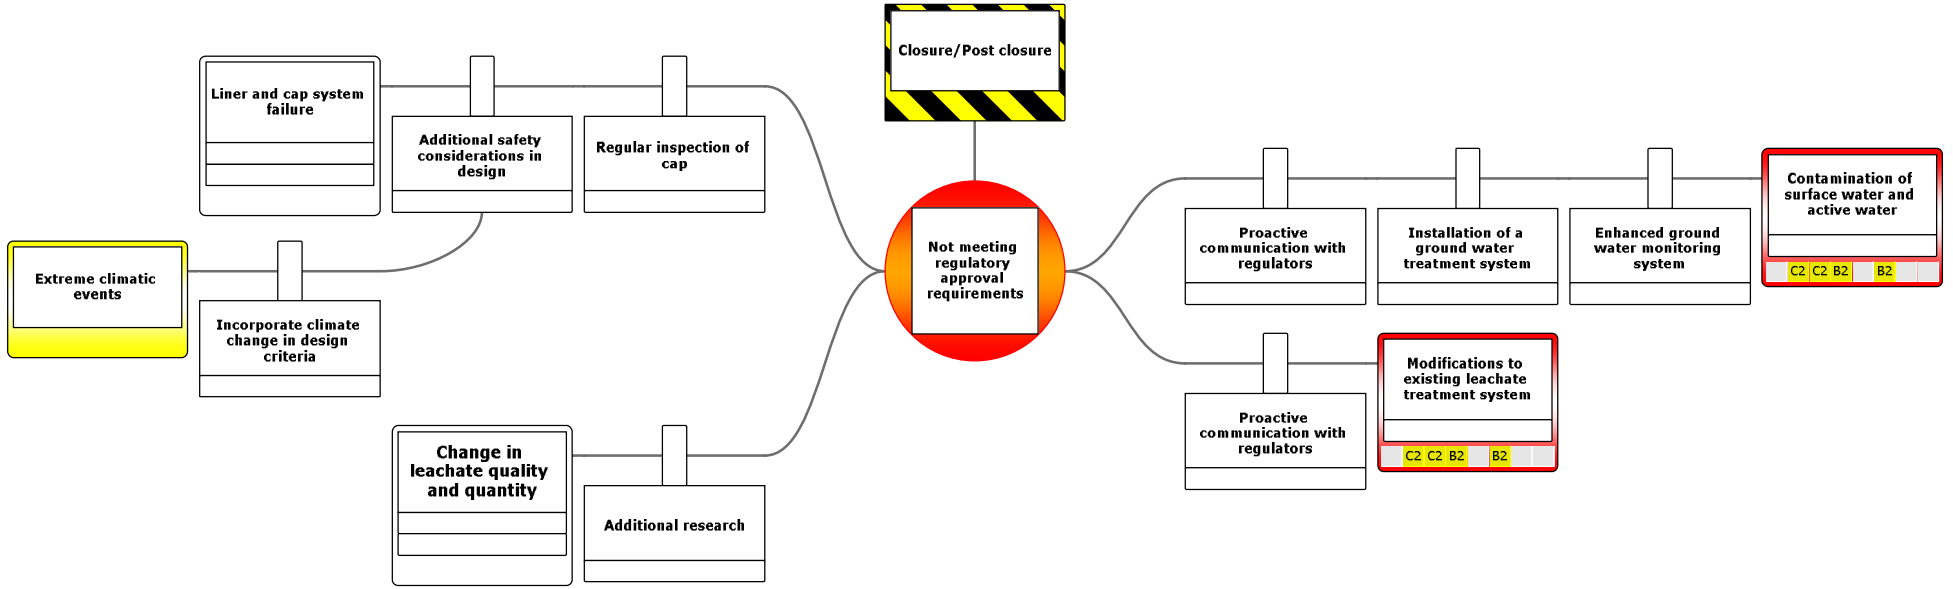 Closure/Post closure
Liner and cap system
failure
Additional safety
considerations in
design
Regular inspection of
cap
Extreme climatic
events
Incorporate climate
change in design
criteria
Change in
leachate quality
and quantity
Additional research
Not meeting
regulatory
approval
requirements
Proactive
communication with
regulators
Installation of a
ground water
treatment system
Enhanced ground
water monitoring
system
Contamination of
surface water and
active water
C2 C2 B2 B2
Proactive
communication with
regulators
Modifications to
existing leachate
treatment system
C2 C2 B2 B2